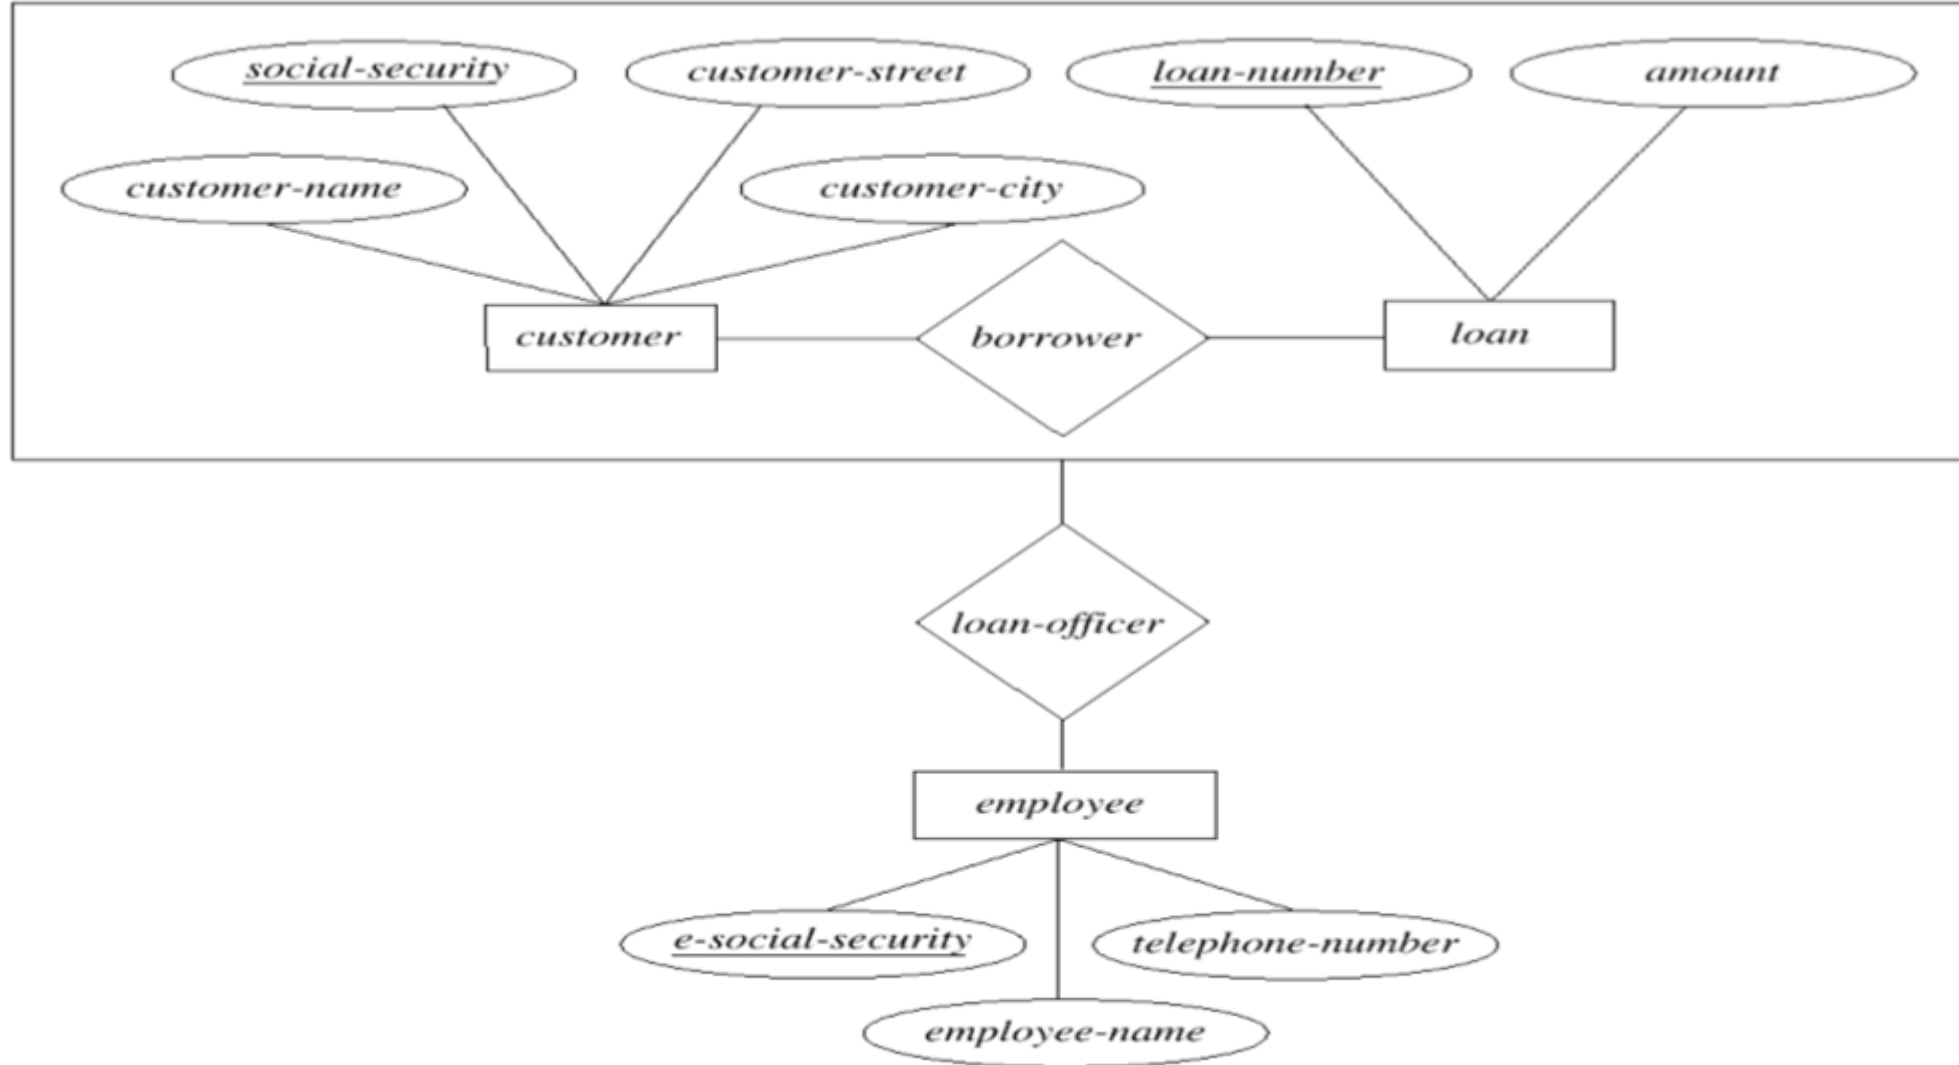 social-security
customer-street
loan-number
amount
customer-name
customer-city
customer
borrower
loan
loan-officer
employee
e-social-security
telephone-number
employee-name